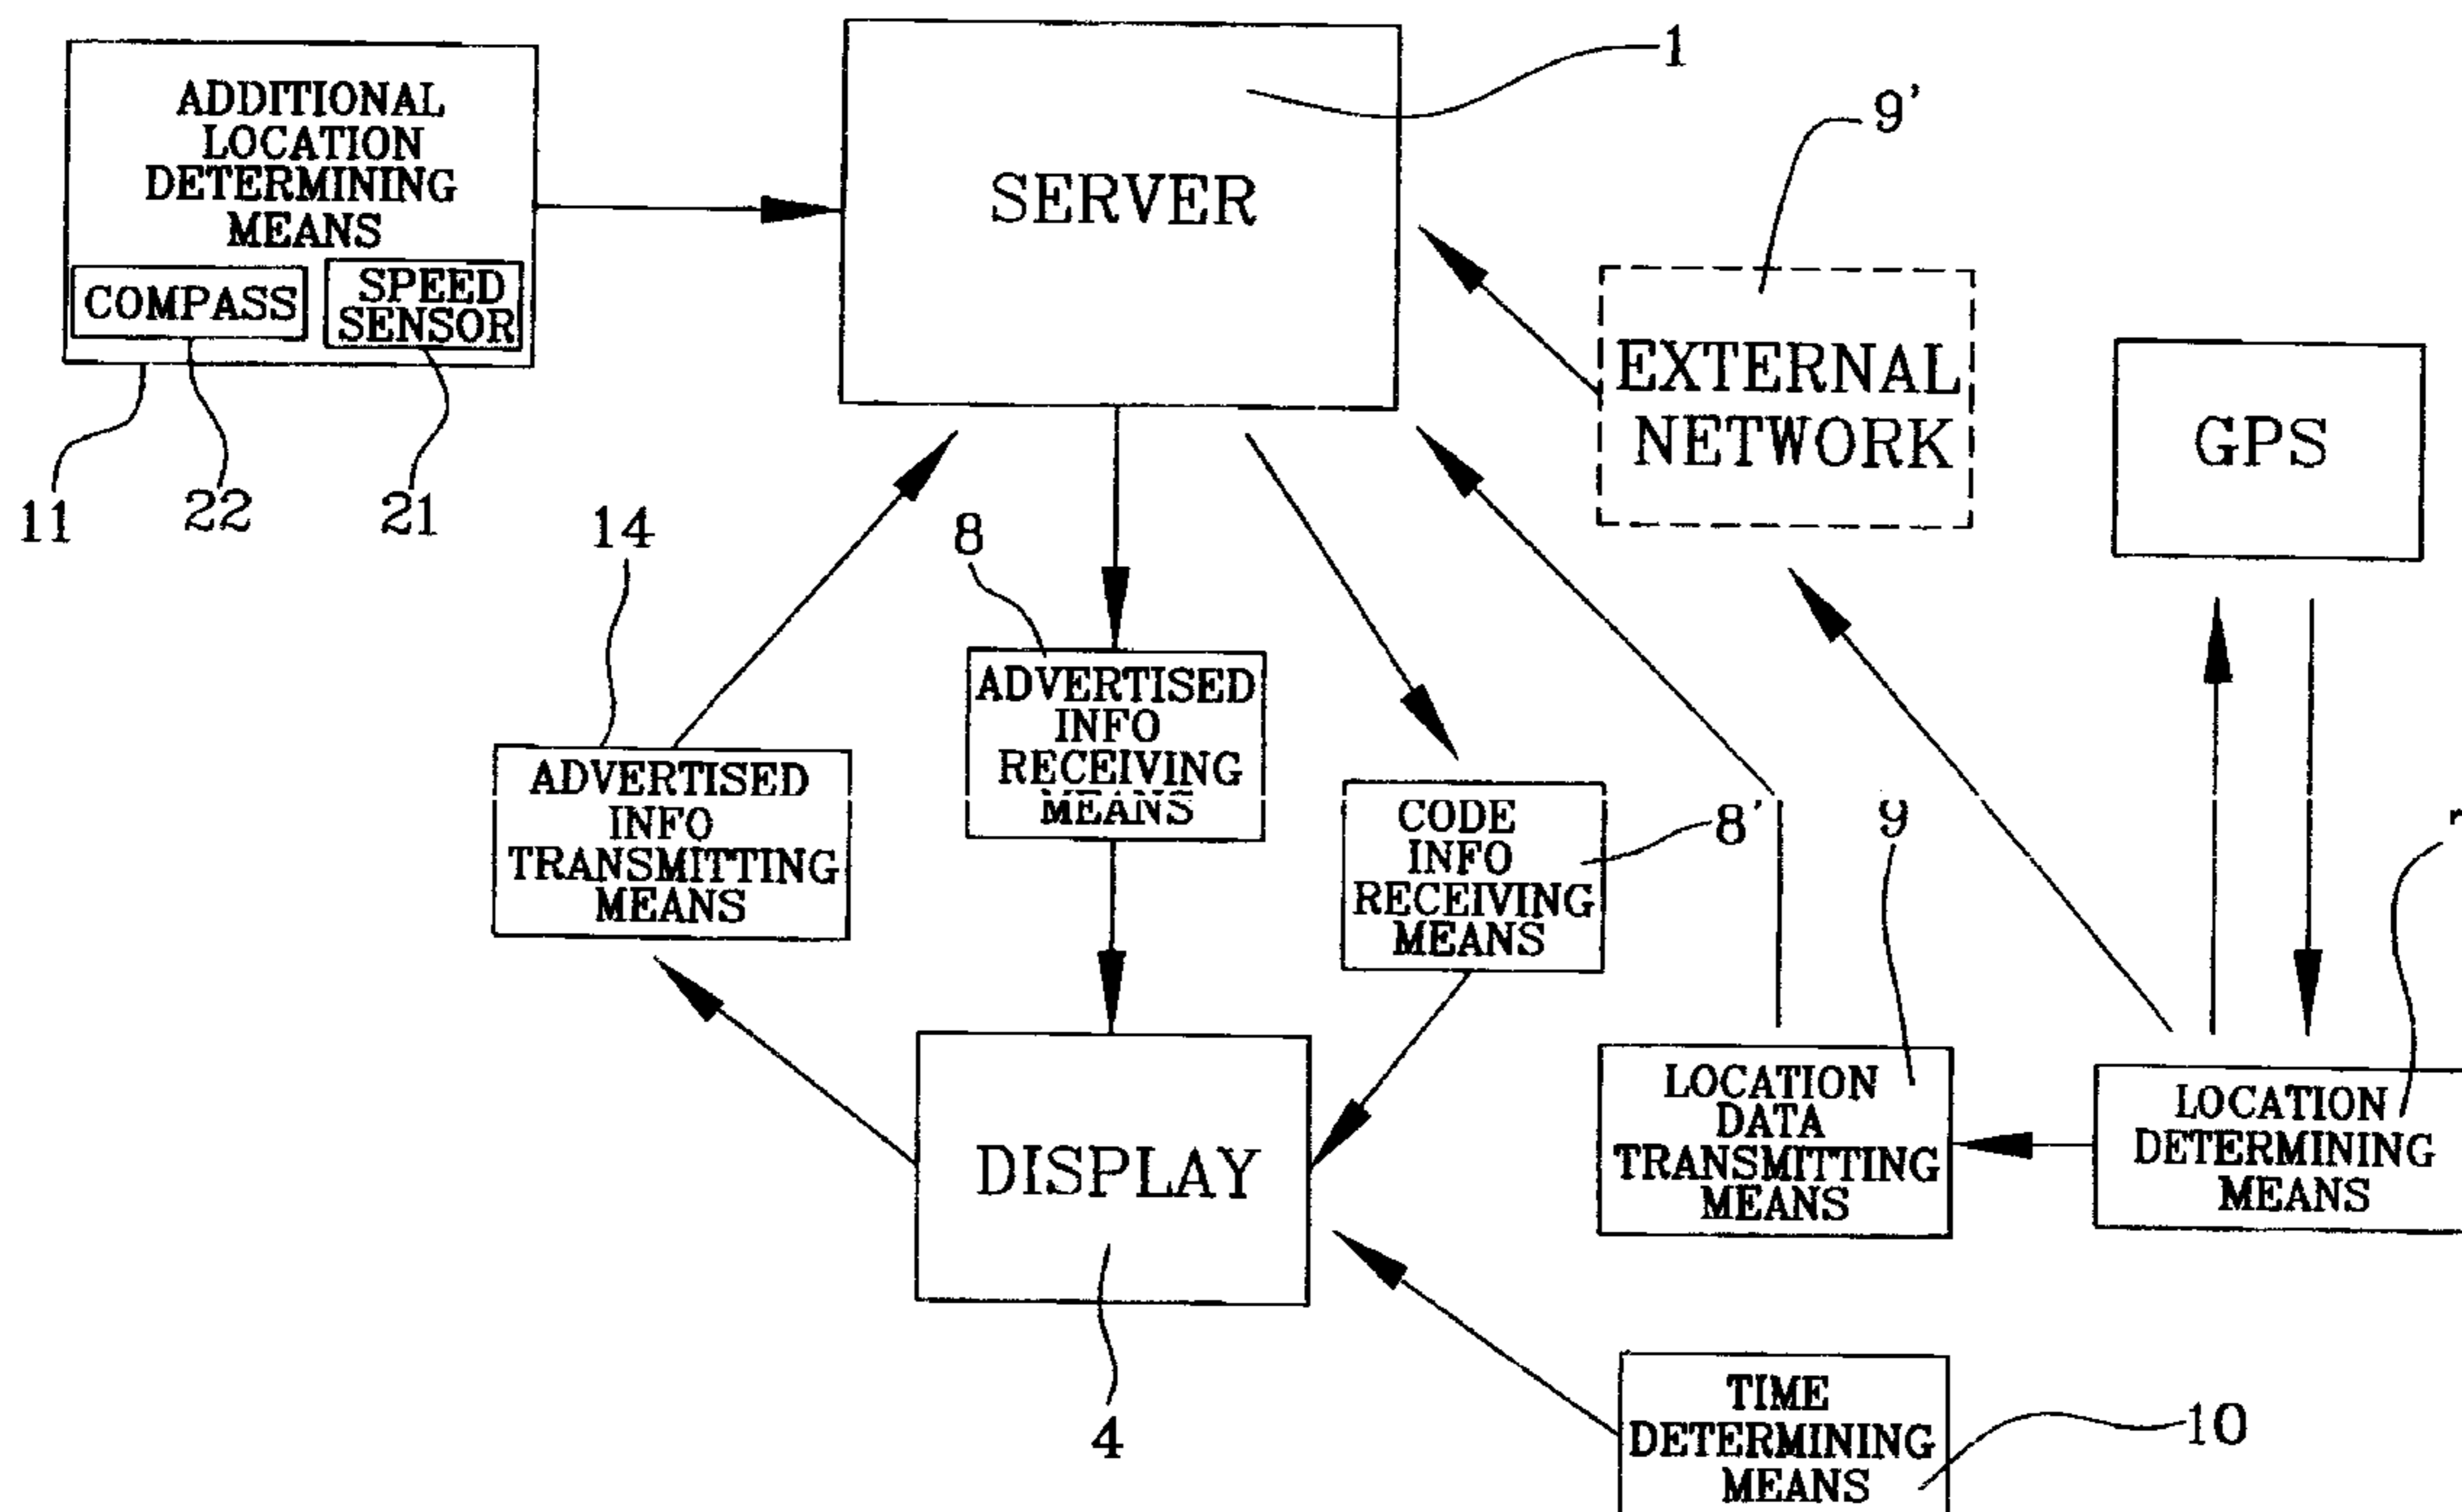 ADDITIONAL
LOCATION
DETERMINING
MEANS
COMPASS
SPEED
SENSOR
11
22
21
SERVER
1
9'
EXTERNAL
NETWORK
GPS
14
8
ADVERTISED
INFO
RECEIVING
MEANS
ADVERTISED
INFO
TRANSMITTING
MEANS
CODE
INFO
RECEIVING
MEANS
8'
9
DISPLAY
4
LOCATION
DATA
TRANSMITTING
MEANS
LOCATION
DETERMINING
MEANS
TIME
DETERMINING
MEANS
10